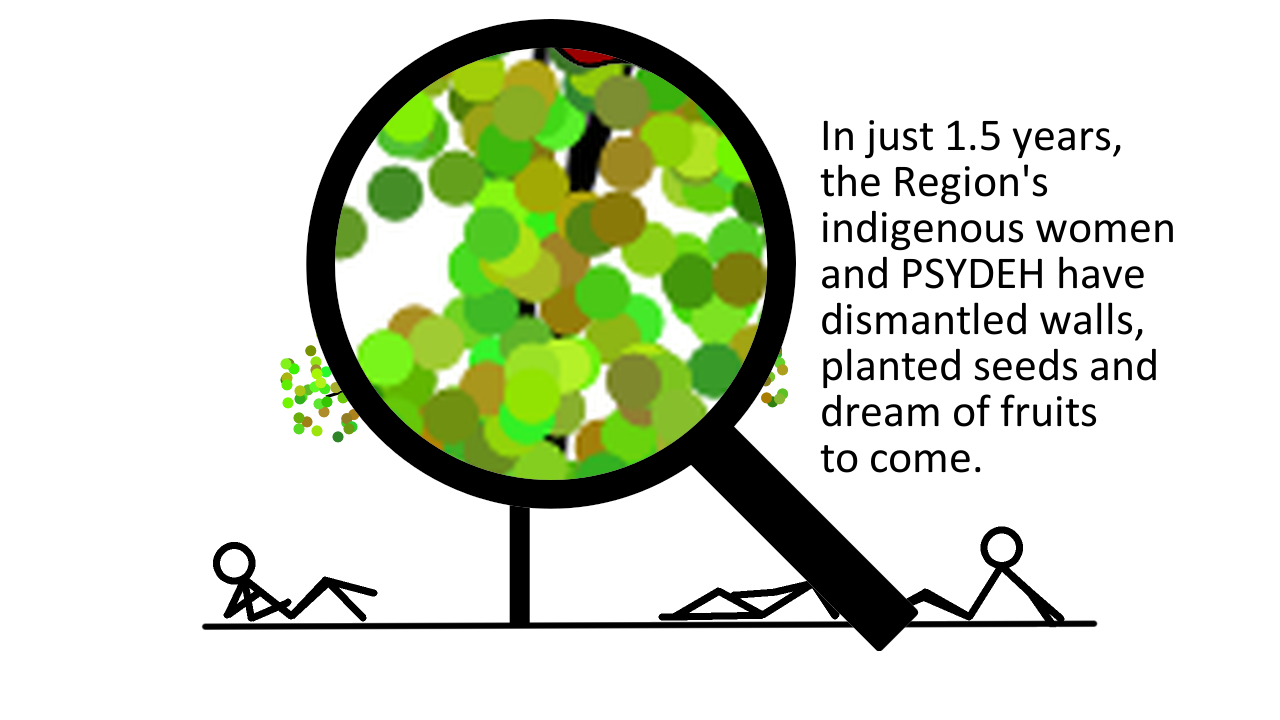 In just 1.5 years,
the Region's
indigenous women
and PSYDEH have
dismantled walls,
planted seeds and
dream of fruits
to come.